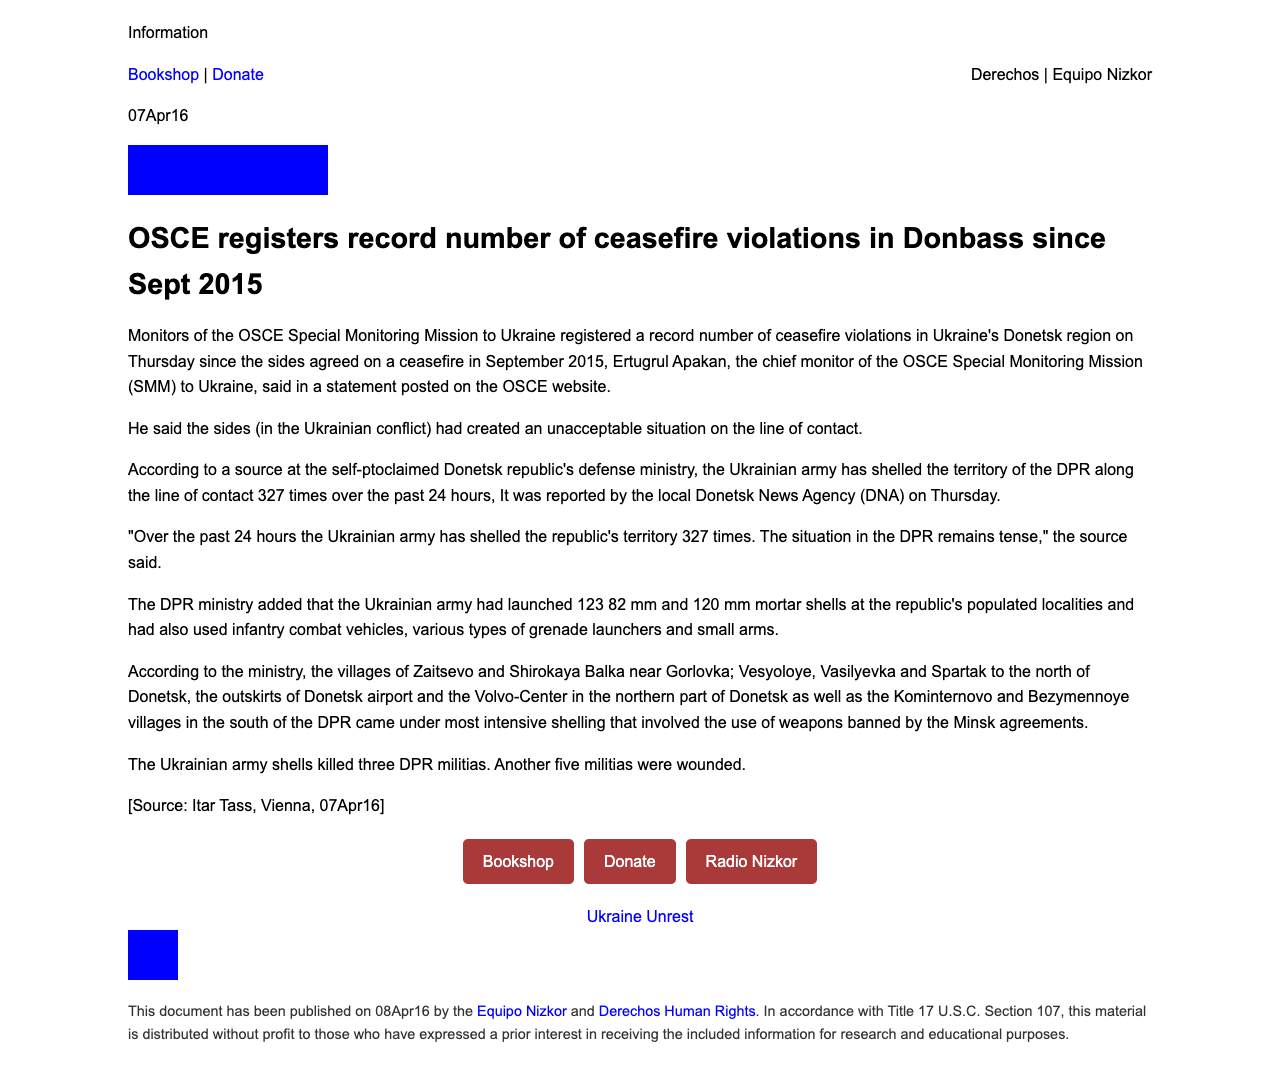 Information
Bookshop | Donate
Derechos | Equipo Nizkor
07Apr16
OSCE registers record number of ceasefire violations in Donbass since
Sept 2015
Monitors of the OSCE Special Monitoring Mission to Ukraine registered a record number of ceasefire violations in Ukraine's Donetsk region on
Thursday since the sides agreed on a ceasefire in September 2015, Ertugrul Apakan, the chief monitor of the OSCE Special Monitoring Mission
(SMM) to Ukraine, said in a statement posted on the OSCE website.
He said the sides (in the Ukrainian conflict) had created an unacceptable situation on the line of contact.
According to a source at the self-ptoclaimed Donetsk republic's defense ministry, the Ukrainian army has shelled the territory of the DPR along
the line of contact 327 times over the past 24 hours, It was reported by the local Donetsk News Agency (DNA) on Thursday.
"Over the past 24 hours the Ukrainian army has shelled the republic's territory 327 times. The situation in the DPR remains tense," the source
said.
The DPR ministry added that the Ukrainian army had launched 123 82 mm and 120 mm mortar shells at the republic's populated localities and
had also used infantry combat vehicles, various types of grenade launchers and small arms.
According to the ministry, the villages of Zaitsevo and Shirokaya Balka near Gorlovka; Vesyoloye, Vasilyevka and Spartak to the north of
Donetsk, the outskirts of Donetsk airport and the Volvo-Center in the northern part of Donetsk as well as the Kominternovo and Bezymennoye
villages in the south of the DPR came under most intensive shelling that involved the use of weapons banned by the Minsk agreements.
The Ukrainian army shells killed three DPR militias. Another five militias were wounded.
[Source: Itar Tass, Vienna, 07Apr16]
Bookshop
Donate
Radio Nizkor
Ukraine Unrest
This document has been published on 08Apr16 by the Equipo Nizkor and Derechos Human Rights. In accordance with Title 17 U.S.C. Section 107, this material
is distributed without profit to those who have expressed a prior interest in receiving the included information for research and educational purposes.